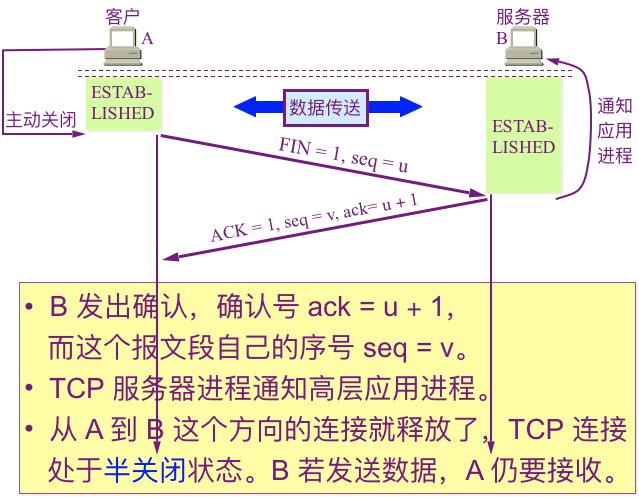 客户
A
服务器
B
ESTAB-
LISHED
主动关闭
数据传送
ESTAB-
LISHED
通知
应用
进程
FIN = 1, seq = u
ACK = 1, seq = v, ack= u + 1
• B 发出确认，确认号 ack = u + 1，
而这个报文段自己的序号 seq = v。
• TCP 服务器进程通知高层应用进程。
• 从 A 到 B 这个方向的连接就释放了，TCP 连接
处于半关闭状态。B 若发送数据，A 仍要接收。